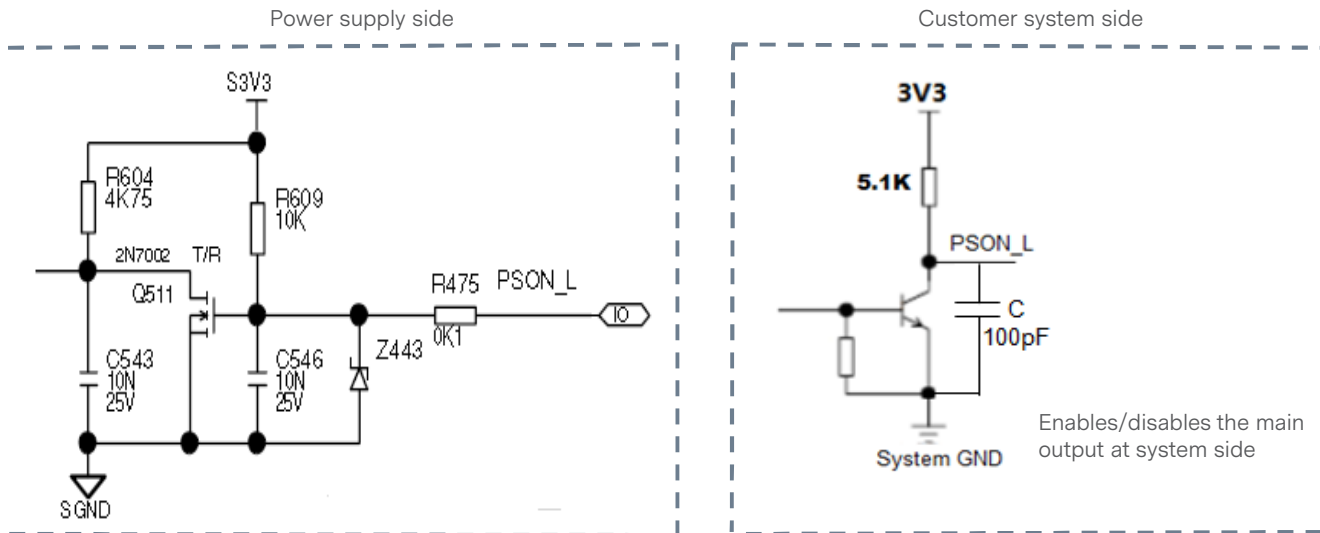 Power supply side
Customer system side
S3V3
R604
4K75
R609
10K
2N7002 T/R
Q511
R475
0K1
PSON_L
IO
Z443
C543
10N
25V
C546
10N
25V
SGND
3V3
5.1K
PSON_L
C
100pF
System GND
Enables/disables the main
output at system side